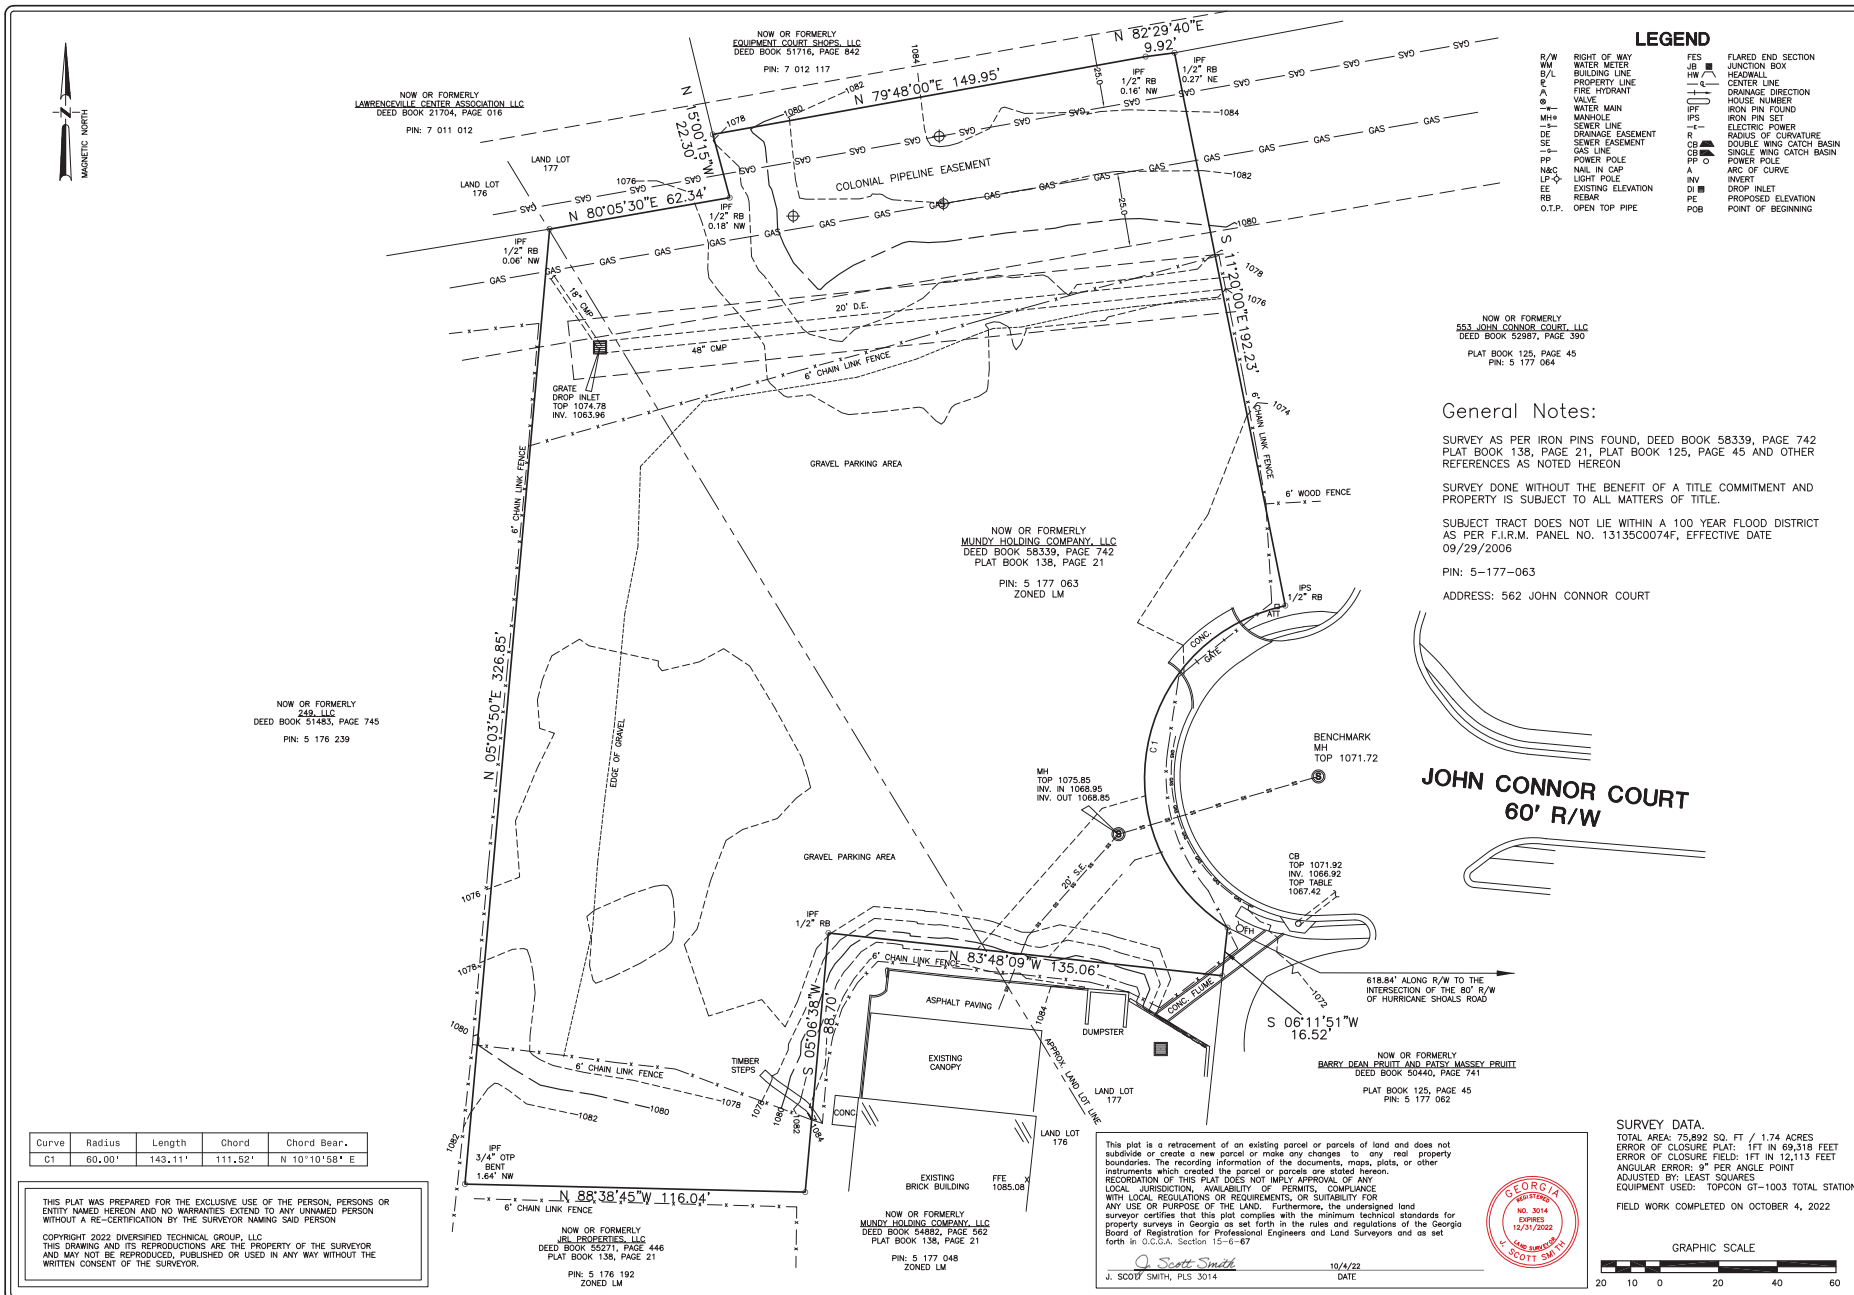 MAGNETIC NORTH
N
NOW OR FORMERLY
EQUIPMENT COURT SHOPS, LLC
DEED BOOK 51716, PAGE 842
PIN: 7 012 117
NOW OR FORMERLY
LAWRENCEVILLE CENTER ASSOCIATION LLC
DEED BOOK 21704, PAGE 016
PIN: 7 011 012
LAND LOT
177
LAND LOT
176
N 82°29'40"E
9.92'
N 79°48'00"E 149.95'
N 15°00'15"W
22.30'
N 80°05'30"E 62.34'
IPF
1/2" RB
0.16' NW
IPF
1/2" RB
0.27' NE
IPF
1/2" RB
0.18' NW
IPF
1/2" RB
0.06' NW
COLONIAL PIPELINE EASEMENT
25.0
25.0
GAS GAS GAS GAS GAS GAS
1084
1082
1080
1078
1076
1084
1082
1080
1078
1076
1074
S 11°20'00"E 192.23'
18" CMP
20' D.E.
48" CMP
6' CHAIN LINK FENCE
GRATE
DROP INLET
TOP 1074.78
INV. 1063.96
6' CHAIN LINK FENCE
6' CHAIN LINK FENCE
6' WOOD FENCE
GRAVEL PARKING AREA
NOW OR FORMERLY
MUNDY HOLDING COMPANY, LLC
DEED BOOK 58339, PAGE 742
PLAT BOOK 138, PAGE 21
PIN: 5 177 063
ZONED LM
IPS
1/2" RB
ATT
CONC.
GATE
C1
N 05°03'50"E 326.85'
EDGE OF GRAVEL
NOW OR FORMERLY
249, LLC
DEED BOOK 51483, PAGE 745
PIN: 5 176 239
LEGEND
R/W RIGHT OF WAY
WM WATER METER
B/L BUILDING LINE
PROPERTY LINE
FIRE HYDRANT
VALVE
WATER MAIN
MH MANHOLE
SEWER LINE
DE DRAINAGE EASEMENT
SE SEWER EASEMENT
GAS LINE
PP POWER POLE
N&C NAIL IN CAP
LP LIGHT POLE
EE EXISTING ELEVATION
RB REBAR
O.T.P. OPEN TOP PIPE
FES FLARED END SECTION
JB JUNCTION BOX
HW HEADWALL
CENTER LINE
DRAINAGE DIRECTION
HOUSE NUMBER
IPF IRON PIN FOUND
IPS IRON PIN SET
ELECTRIC POWER
R RADIUS OF CURVATURE
CB DOUBLE WING CATCH BASIN
CB SINGLE WING CATCH BASIN
PP POWER POLE
A ARC OF CURVE
INV INVERT
DI DROP INLET
PE PROPOSED ELEVATION
POB POINT OF BEGINNING
NOW OR FORMERLY
553 JOHN CONNOR COURT, LLC
DEED BOOK 52987, PAGE 390
PLAT BOOK 125, PAGE 45
PIN: 5 177 064
General Notes:
SURVEY AS PER IRON PINS FOUND, DEED BOOK 58339, PAGE 742
PLAT BOOK 138, PAGE 21, PLAT BOOK 125, PAGE 45 AND OTHER
REFERENCES AS NOTED HEREON
SURVEY DONE WITHOUT THE BENEFIT OF A TITLE COMMITMENT AND
PROPERTY IS SUBJECT TO ALL MATTERS OF TITLE.
SUBJECT TRACT DOES NOT LIE WITHIN A 100 YEAR FLOOD DISTRICT
AS PER F.I.R.M. PANEL NO. 13135C0074F, EFFECTIVE DATE
09/29/2006
PIN: 5-177-063
ADDRESS: 562 JOHN CONNOR COURT
BENCHMARK
MH
TOP 1071.72
JOHN CONNOR COURT
60' R/W
MH
TOP 1075.85
INV. IN 1068.95
INV. OUT 1068.85
20' S.E.
CB
TOP 1071.92
INV. 1066.92
TOP TABLE
1067.42
GRAVEL PARKING AREA
IPF
1/2" RB
6' CHAIN LINK FENCE
N 83°48'09"W 135.06'
FH
CONC. FLUME
1072
618.84' ALONG R/W TO THE
INTERSECTION OF THE 80' R/W
OF HURRICANE SHOALS ROAD
S 06°11'51"W
16.52'
NOW OR FORMERLY
BARRY DEAN PRUITT AND PATSY MASSEY PRUITT
DEED BOOK 50440, PAGE 741
PLAT BOOK 125, PAGE 45
PIN: 5 177 062
S 05°06'38"W
88.70'
ASPHALT PAVING
1084
DUMPSTER
APPROX. LAND LOT LINE
EXISTING
CANOPY
LAND LOT
177
LAND LOT
176
TIMBER
STEPS
CONC.
EXISTING
BRICK BUILDING
FFE X
1085.08
1076
1078
1080
6' CHAIN LINK FENCE
1078
1080
1082
1082
1078
1080
1082
1084
IPF
3/4" OTP
BENT
1.64' NW
N 88°38'45"W 116.04'
6' CHAIN LINK FENCE
NOW OR FORMERLY
JRL PROPERTIES, LLC
DEED BOOK 55271, PAGE 446
PLAT BOOK 138, PAGE 21
PIN: 5 176 192
ZONED LM
NOW OR FORMERLY
MUNDY HOLDING COMPANY, LLC
DEED BOOK 54882, PAGE 562
PLAT BOOK 138, PAGE 21
PIN: 5 177 048
ZONED LM
Curve Radius Length Chord Chord Bear.
C1 60.00' 143.11' 111.52' N 10°10'58" E
THIS PLAT WAS PREPARED FOR THE EXCLUSIVE USE OF THE PERSON, PERSONS OR
ENTITY NAMED HEREON AND NO WARRANTIES EXTEND TO ANY UNNAMED PERSON
WITHOUT A RE-CERTIFICATION BY THE SURVEYOR NAMING SAID PERSON
COPYRIGHT 2022 DIVERSIFIED TECHNICAL GROUP, LLC
THIS DRAWING AND ITS REPRODUCTIONS ARE THE PROPERTY OF THE SURVEYOR
AND MAY NOT BE REPRODUCED, PUBLISHED OR USED IN ANY WAY WITHOUT THE
WRITTEN CONSENT OF THE SURVEYOR.
This plat is a retracement of an existing parcel or parcels of land and does not
subdivide or create a new parcel or make any changes to any real property
boundaries. The recording information of the documents, maps, plats, or other
instruments which created the parcel or parcels are stated hereon.
RECORDATION OF THIS PLAT DOES NOT IMPLY APPROVAL OF ANY
LOCAL JURISDICTION, AVAILABILITY OF PERMITS, COMPLIANCE
WITH LOCAL REGULATIONS OR REQUIREMENTS, OR SUITABILITY FOR
ANY USE OR PURPOSE OF THE LAND. Furthermore, the undersigned land
surveyor certifies that this plat complies with the minimum technical standards for
property surveys in Georgia as set forth in the rules and regulations of the Georgia
Board of Registration for Professional Engineers and Land Surveyors and as set
forth in O.C.G.A. Section 15-6-67
J. Scott Smith
10/4/22
J. SCOTT SMITH, PLS 3014
DATE
GEORGIA
REGISTERED
NO. 3014
EXPIRES
12/31/2022
LAND SURVEYOR
J. SCOTT SMITH
SURVEY DATA.
TOTAL AREA: 75,892 SQ. FT / 1.74 ACRES
ERROR OF CLOSURE PLAT: 1FT IN 69,318 FEET
ERROR OF CLOSURE FIELD: 1FT IN 12,113 FEET
ANGULAR ERROR: 9" PER ANGLE POINT
ADJUSTED BY: LEAST SQUARES
EQUIPMENT USED: TOPCON GT-1003 TOTAL STATION
FIELD WORK COMPLETED ON OCTOBER 4, 2022
GRAPHIC SCALE
20 10 0 20 40 60